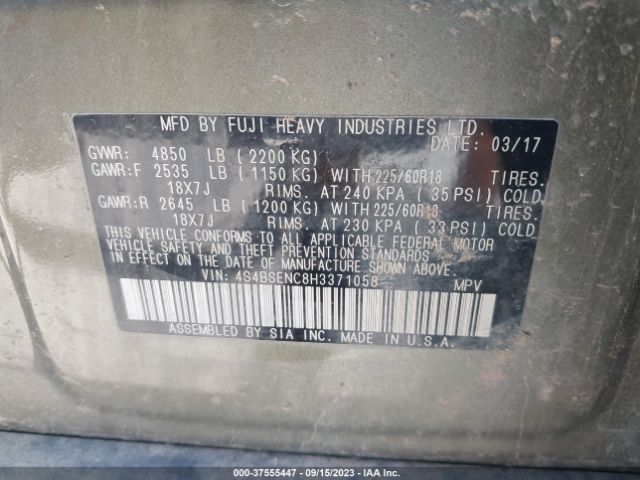 MFD BY FUJI HEAVY INDUSTRIES LTD.
DATE: 03/17
GVWR: 4850 LB (2200 KG)
GAWR:F 2535 LB (1150 KG) WITH 225/60R18 TIRES.
18X7J RIMS. AT 240 KPA (35 PSI) COLD
GAWR:R 2645 LB (1200 KG) WITH 225/60R18 TIRES.
18X7J RIMS. AT 230 KPA (33 PSI) COLD.
THIS VEHICLE CONFORMS TO ALL APPLICABLE FEDERAL MOTOR
VEHICLE SAFETY AND THEFT PREVENTION STANDARDS
IN EFFECT ON THE DATE OF MANUFACTURE SHOWN ABOVE.
VIN: 4S4BSENC8H3371058 MPV
ASSEMBLED BY SIA INC. MADE IN U.S.A.
000-37555447 - 09/15/2023 - IAA Inc.